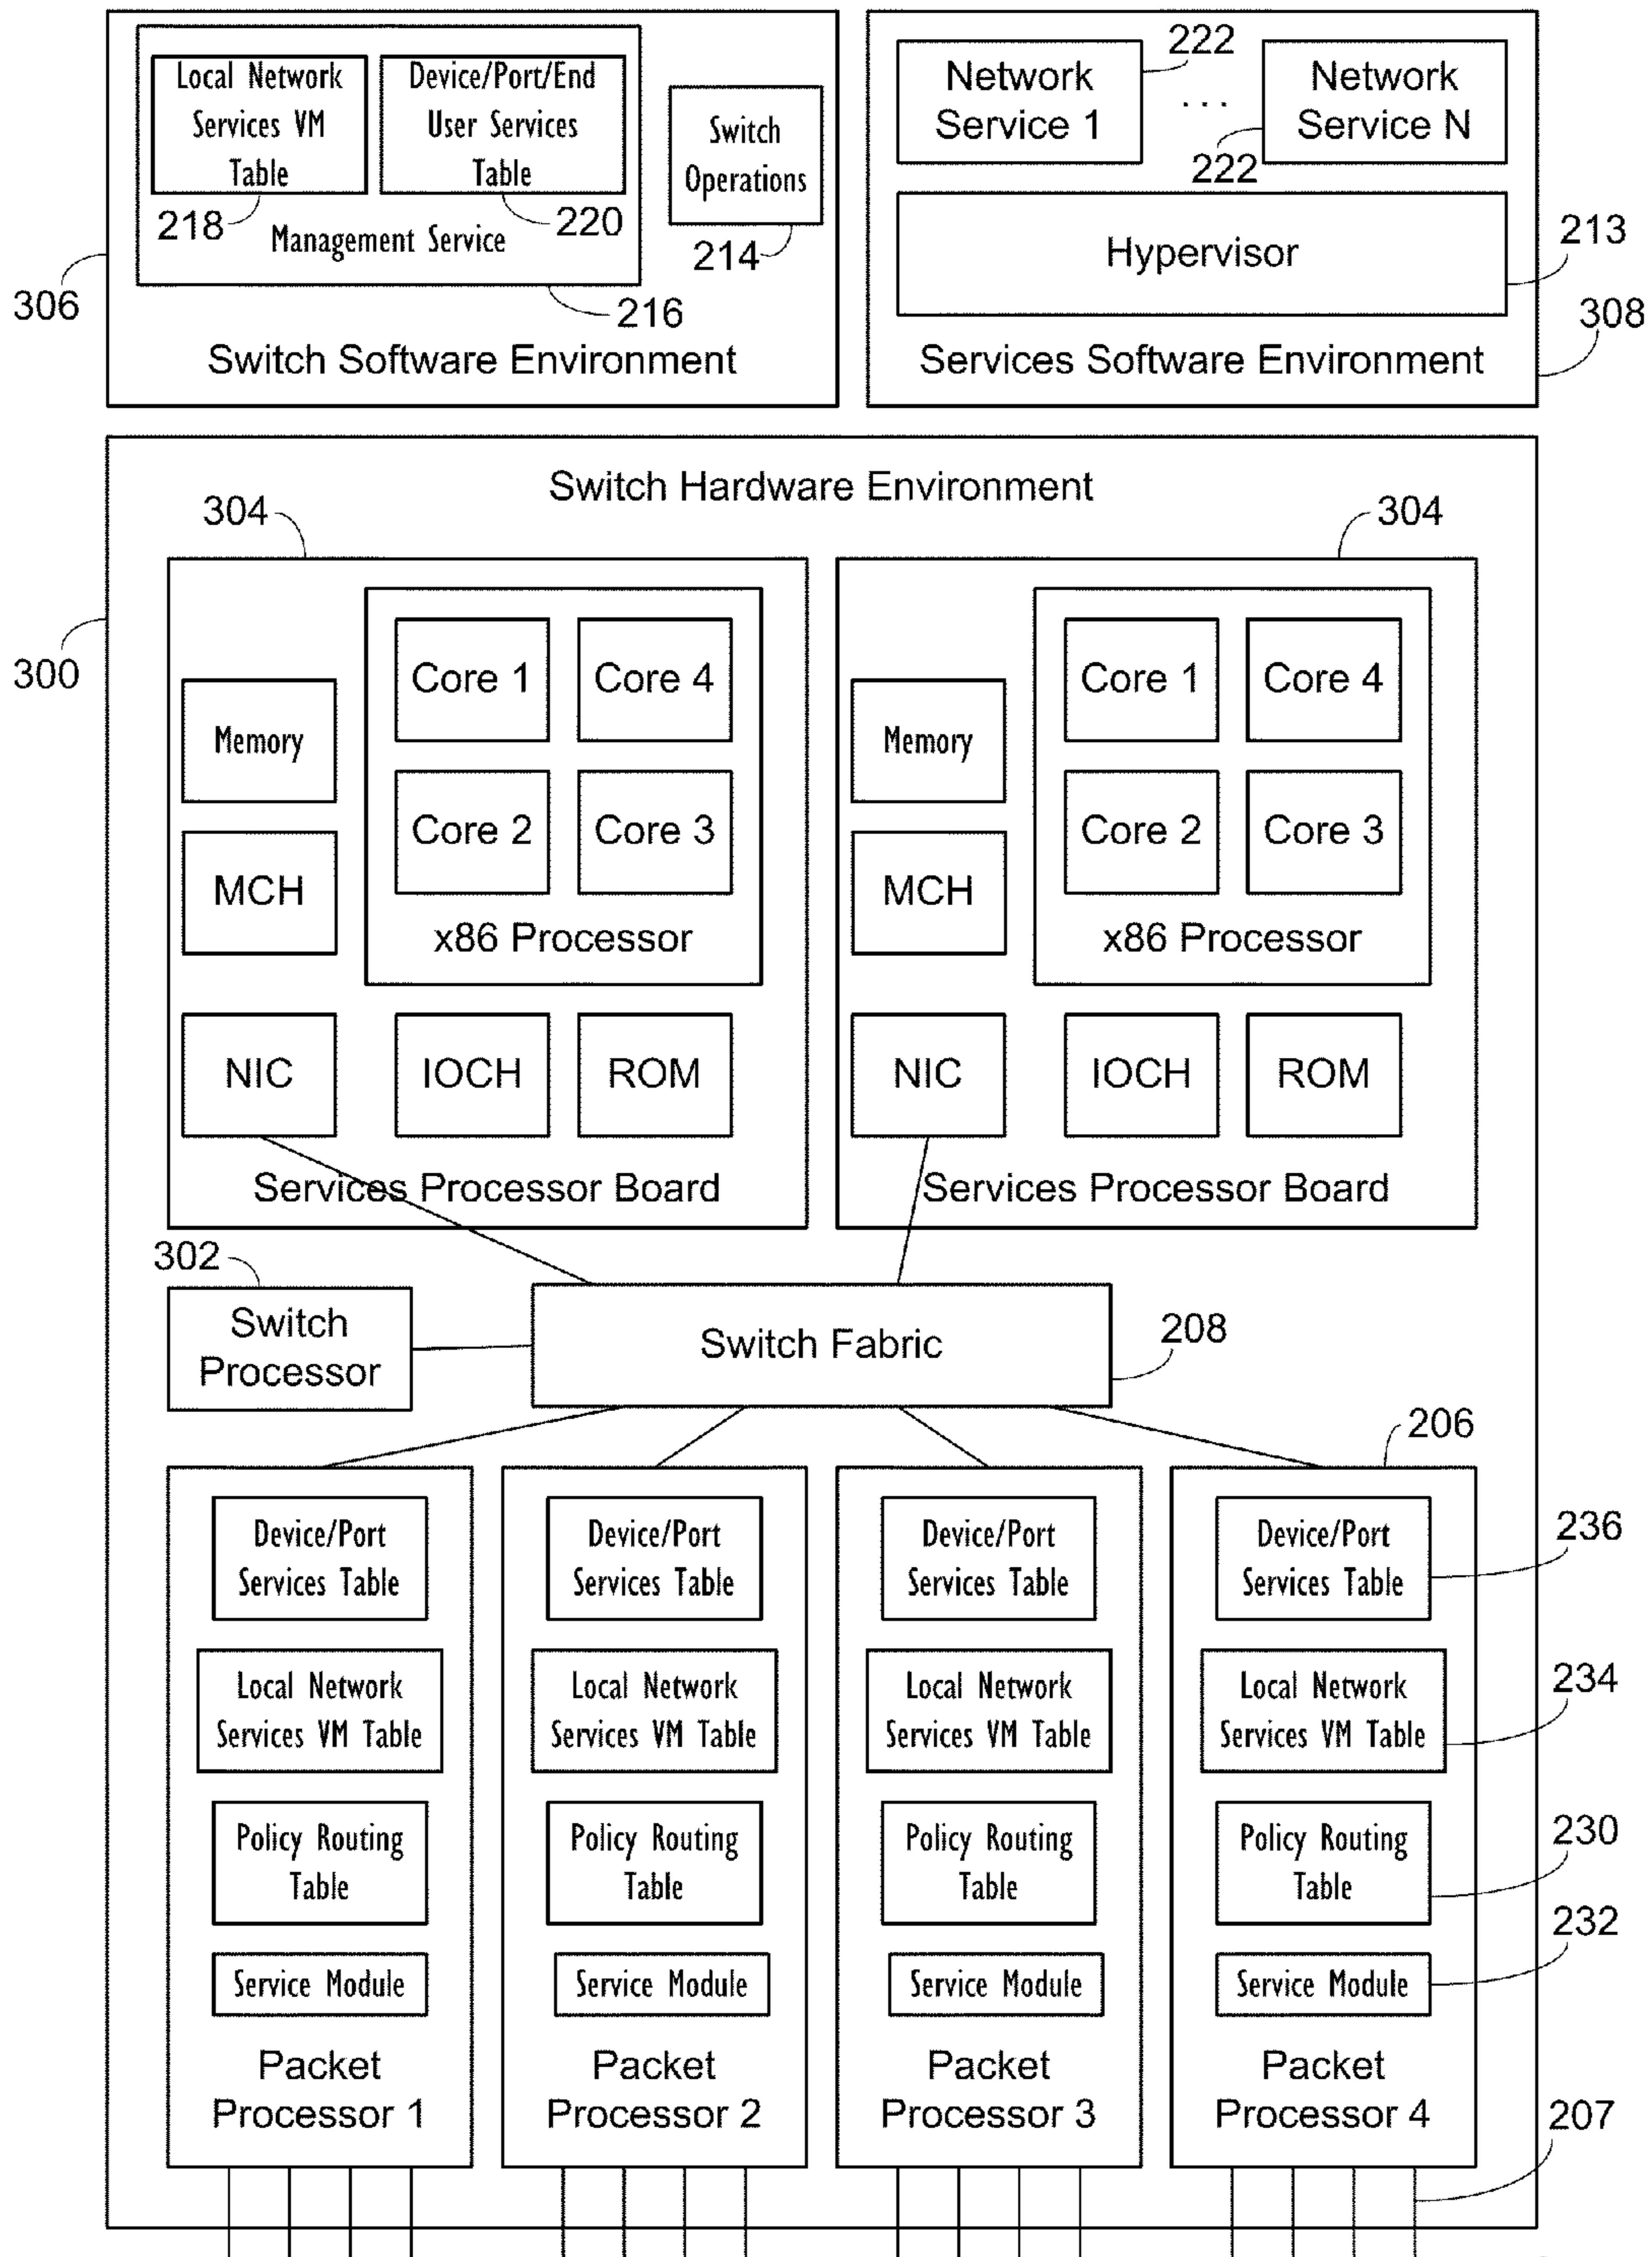 Local Network
Services VM
Table
218
Device/Port/End
User Services
Table
220
Management Service
216
Switch
Operations
214
306
Switch Software Environment
Network
Service 1
222
. . .
222
Network
Service N
Hypervisor
213
308
Services Software Environment
Switch Hardware Environment
300
304
Core 1
Core 4
Memory
Core 2
Core 3
MCH
x86 Processor
NIC
IOCH
ROM
Services Processor Board
304
Core 1
Core 4
Memory
Core 2
Core 3
MCH
x86 Processor
NIC
IOCH
ROM
Services Processor Board
302
Switch
Processor
Switch Fabric
208
206
Device/Port
Services Table
Local Network
Services VM Table
Policy Routing
Table
Service Module
Packet
Processor 1
Device/Port
Services Table
Local Network
Services VM Table
Policy Routing
Table
Service Module
Packet
Processor 2
Device/Port
Services Table
Local Network
Services VM Table
Policy Routing
Table
Service Module
Packet
Processor 3
Device/Port
Services Table
236
Local Network
Services VM Table
234
Policy Routing
Table
230
Service Module
232
Packet
Processor 4
207